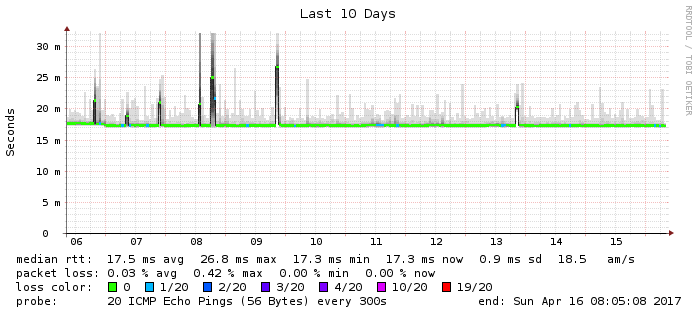 Last 10 Days
RRDTOOL / TOBI OETIKER
Seconds
30 m
25 m
20 m
15 m
10 m
5 m
0
06 07 08 09 10 11 12 13 14 15
median rtt: 17.5 ms avg 26.8 ms max 17.3 ms min 17.3 ms now 0.9 ms sd 18.5 am/s
packet loss: 0.03 % avg 0.42 % max 0.00 % min 0.00 % now
loss color: 0 1/20 2/20 3/20 4/20 10/20 19/20
probe: 20 ICMP Echo Pings (56 Bytes) every 300s end: Sun Apr 16 08:05:08 2017